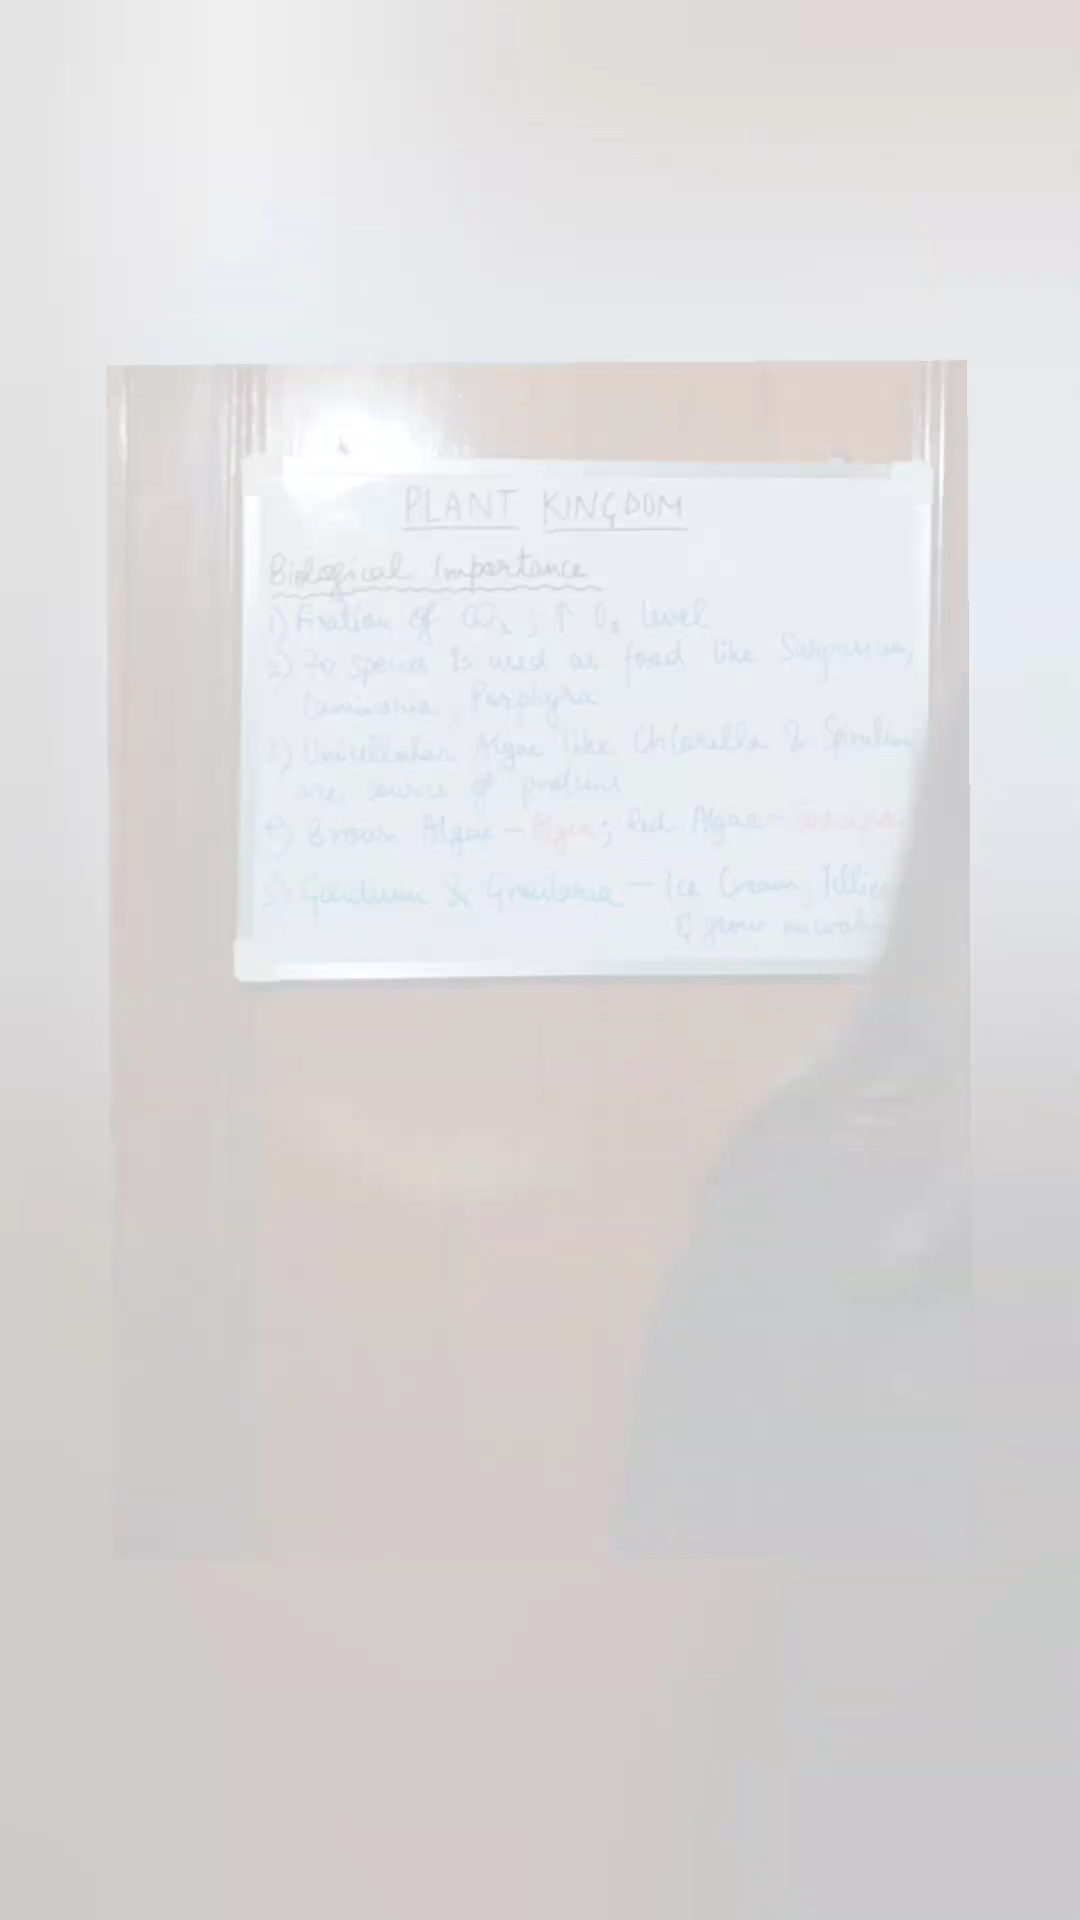 PLANT KINGDOM
Biological Importance
1) Fixation of CO2 ; ↑ O2 level
2) 70 species is used as food like Sargassum,
Laminaria, Porphyra
3) Unicellular Algae like Chlorella & Spirulina
are source of proteins
4) Brown Algae - Algin; Red Algae -
5) Gelidium & Gracilaria - Ice Cream, Jellies
& grow